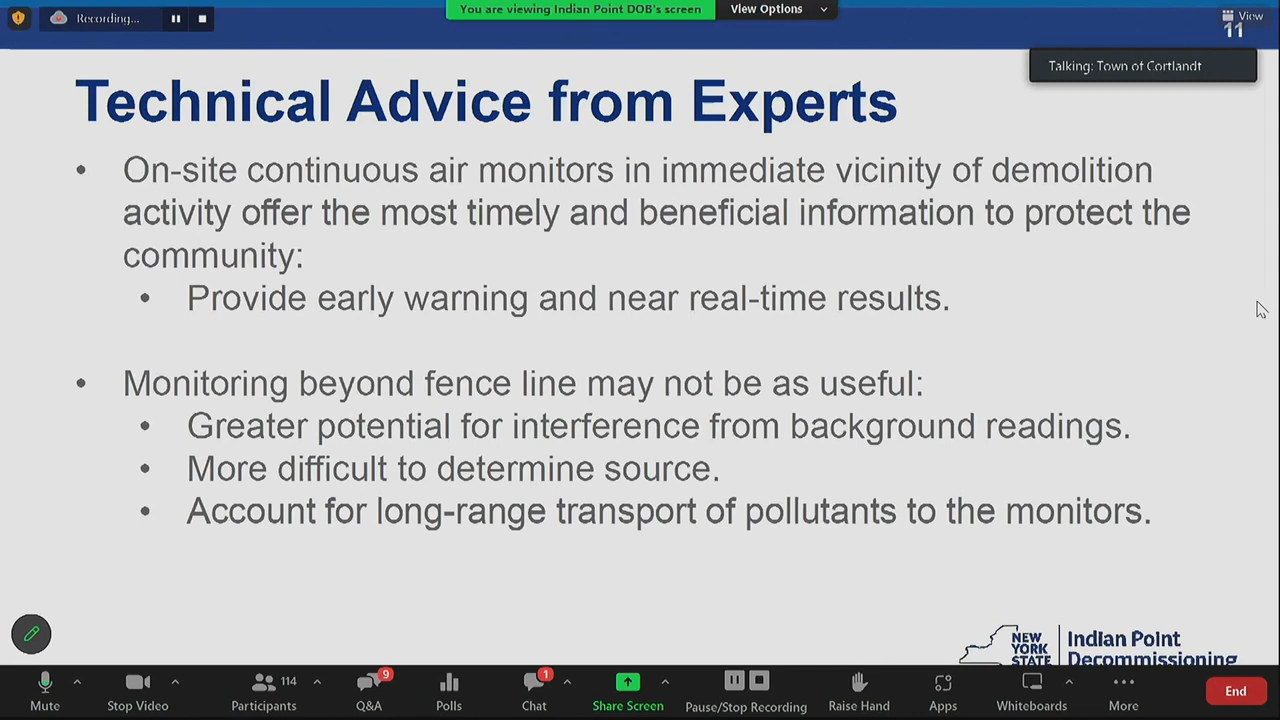 Recording...
You are viewing Indian Point DOB's screen
View Options
View
11
Talking: Town of Cortlandt
Technical Advice from Experts
• On-site continuous air monitors in immediate vicinity of demolition
activity offer the most timely and beneficial information to protect the
community:
• Provide early warning and near real-time results.
• Monitoring beyond fence line may not be as useful:
• Greater potential for interference from background readings.
• More difficult to determine source.
• Account for long-range transport of pollutants to the monitors.
NEW
YORK
STATE
Indian Point
Decommissioning
Mute
Stop Video
114
Participants
9
Q&A
Polls
1
Chat
Share Screen
Pause/Stop Recording
Raise Hand
Apps
Whiteboards
More
End